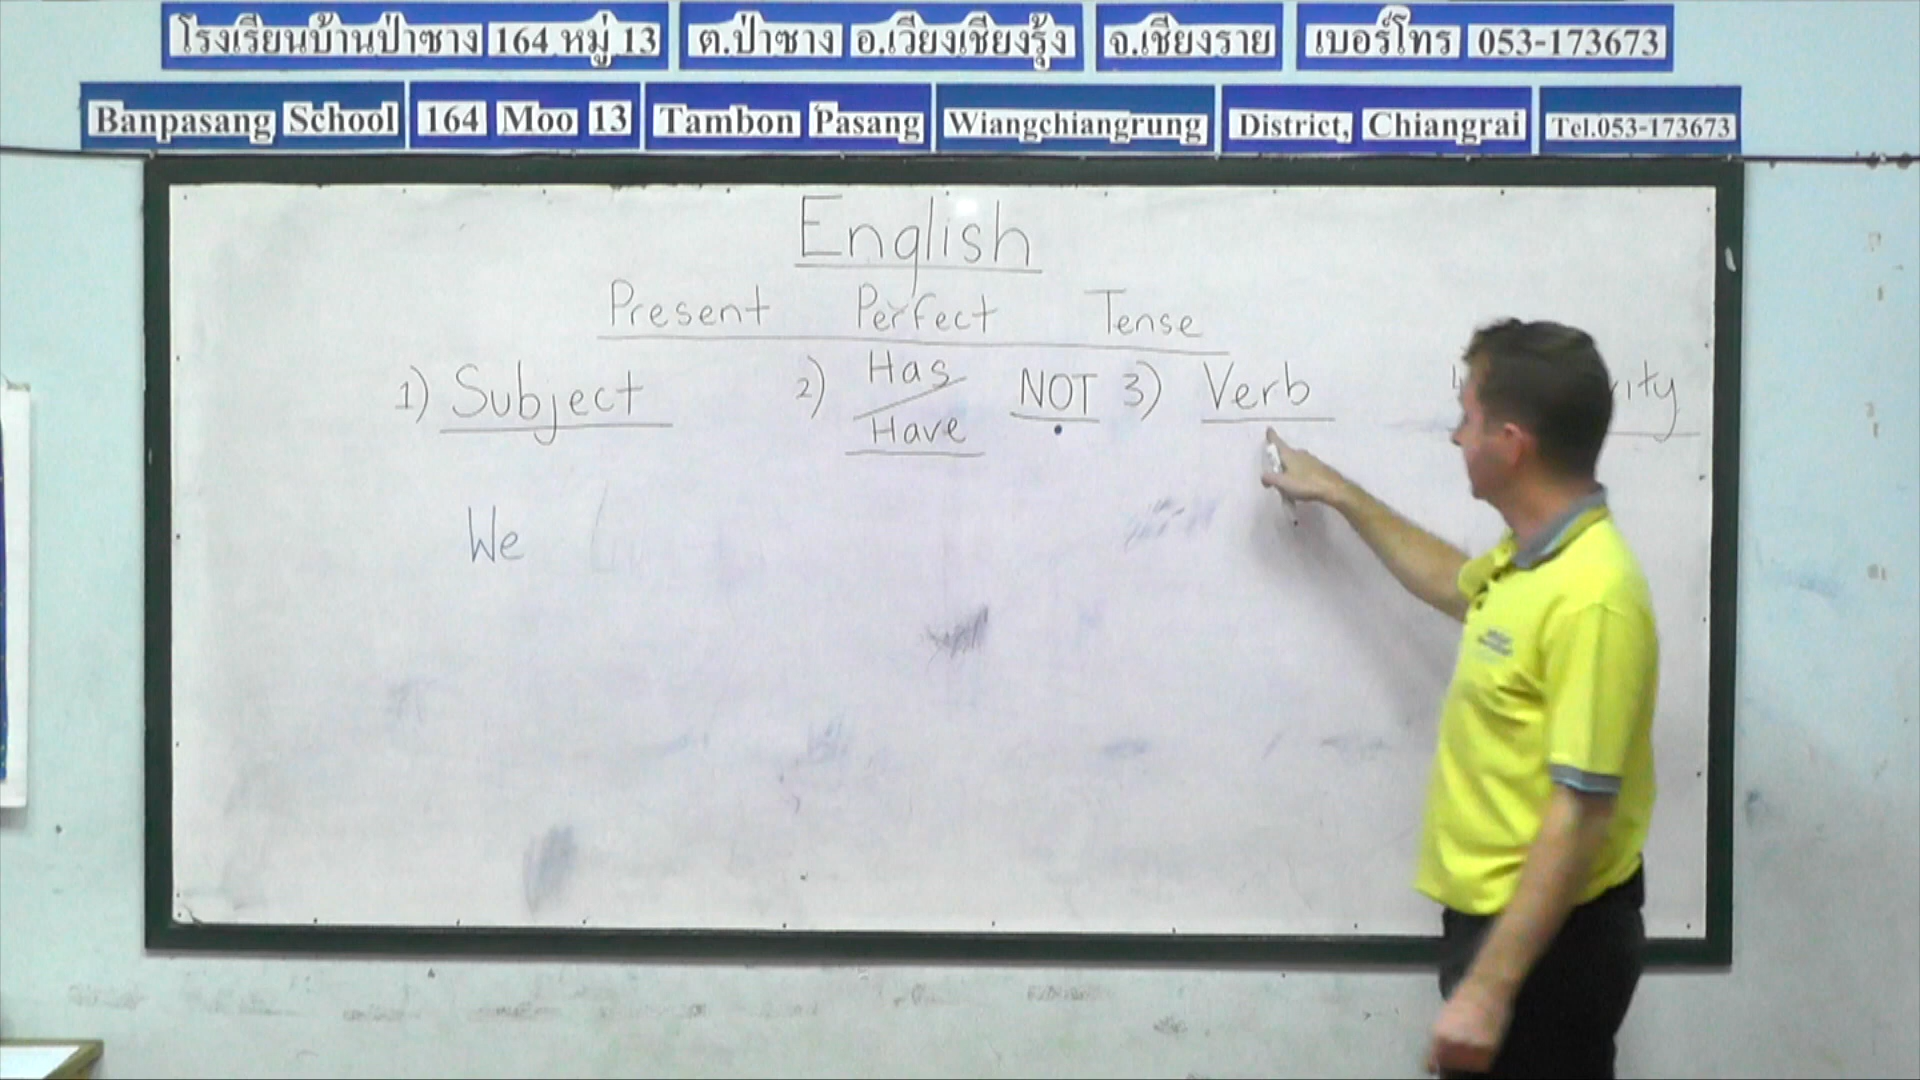 โรงเรียนบ้านป่าซาง 164 หมู่ 13 ต.ป่าซาง อ.เวียงเชียงรุ้ง จ.เชียงราย เบอร์โทร 053-173673
Banpasang School 164 Moo 13 Tambon Pasang Wiangchiangrung District, Chiangrai Tel.053-173673
English
Present Perfect Tense
1) Subject 2) Has/Have NOT 3) Verb
We